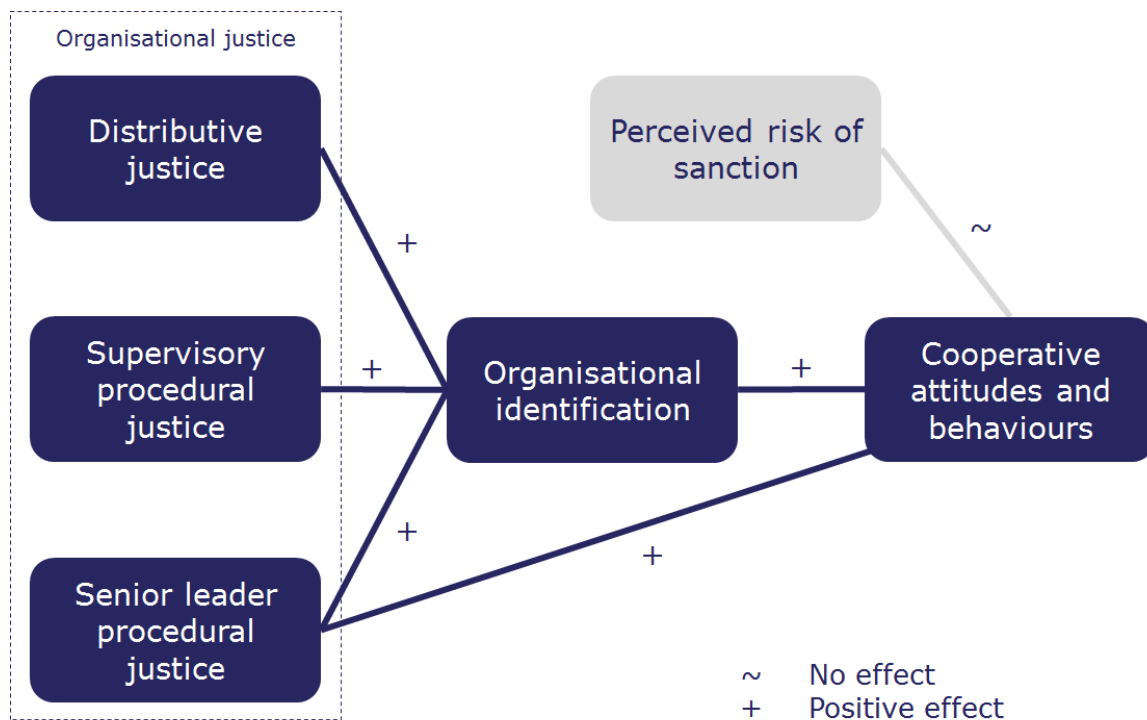 Organisational justice
Distributive
justice
Perceived risk of
sanction
+
~
Supervisory
procedural
justice
+
Organisational
identification
+
Cooperative
attitudes and
behaviours
+
+
Senior leader
procedural
justice
~ No effect
+ Positive effect